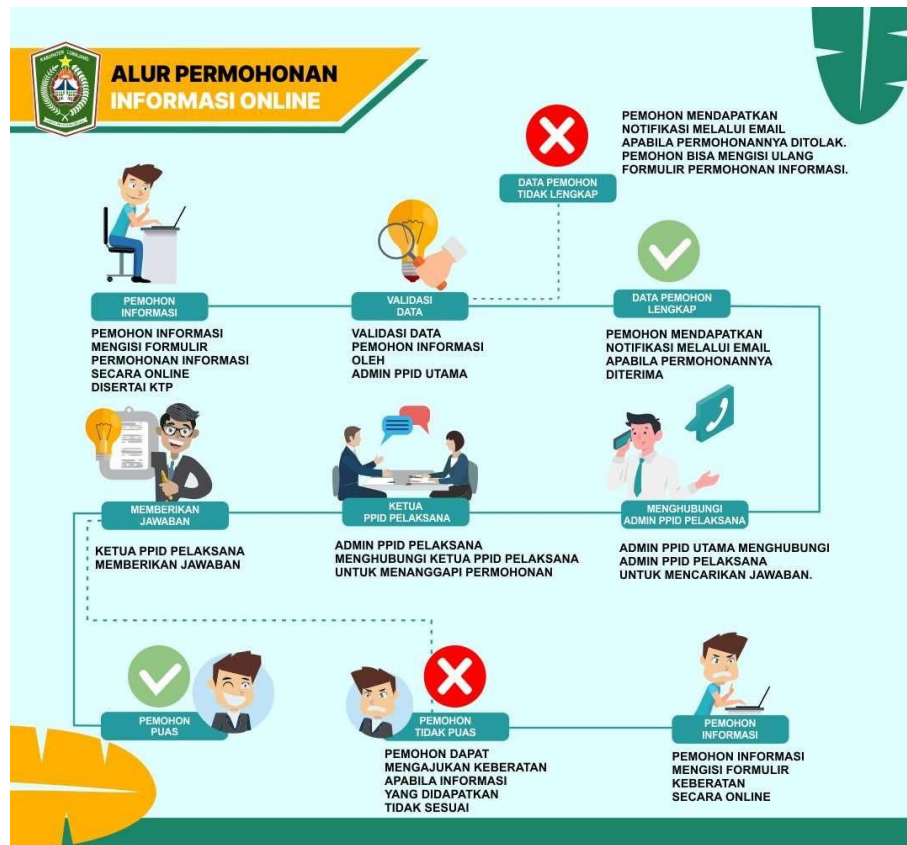 KABUPATEN LUMAJANG
ALUR PERMOHONAN
INFORMASI ONLINE
PEMOHON MENDAPATKAN
NOTIFIKASI MELALUI EMAIL
APABILA PERMOHONANNYA DITOLAK.
PEMOHON BISA MENGISI ULANG
FORMULIR PERMOHONAN INFORMASI.
DATA PEMOHON
TIDAK LENGKAP
PEMOHON
INFORMASI
PEMOHON INFORMASI
MENGISI FORMULIR
PERMOHONAN INFORMASI
SECARA ONLINE
DISERTAI KTP
VALIDASI
DATA
VALIDASI DATA
PEMOHON INFORMASI
OLEH
ADMIN PPID UTAMA
DATA PEMOHON
LENGKAP
PEMOHON MENDAPATKAN
NOTIFIKASI MELALUI EMAIL
APABILA PERMOHONANNYA
DITERIMA
MEMBERIKAN
JAWABAN
KETUA PPID PELAKSANA
MEMBERIKAN JAWABAN
KETUA
PPID PELAKSANA
ADMIN PPID PELAKSANA
MENGHUBUNGI KETUA PPID PELAKSANA
UNTUK MENANGGAPI PERMOHONAN
MENGHUBUNGI
ADMIN PPID PELAKSANA
ADMIN PPID UTAMA MENGHUBUNGI
ADMIN PPID PELAKSANA
UNTUK MENCARIKAN JAWABAN.
PEMOHON
PUAS
PEMOHON
TIDAK PUAS
PEMOHON DAPAT
MENGAJUKAN KEBERATAN
APABILA INFORMASI
YANG DIDAPATKAN
TIDAK SESUAI
PEMOHON
INFORMASI
PEMOHON INFORMASI
MENGISI FORMULIR
KEBERATAN
SECARA ONLINE